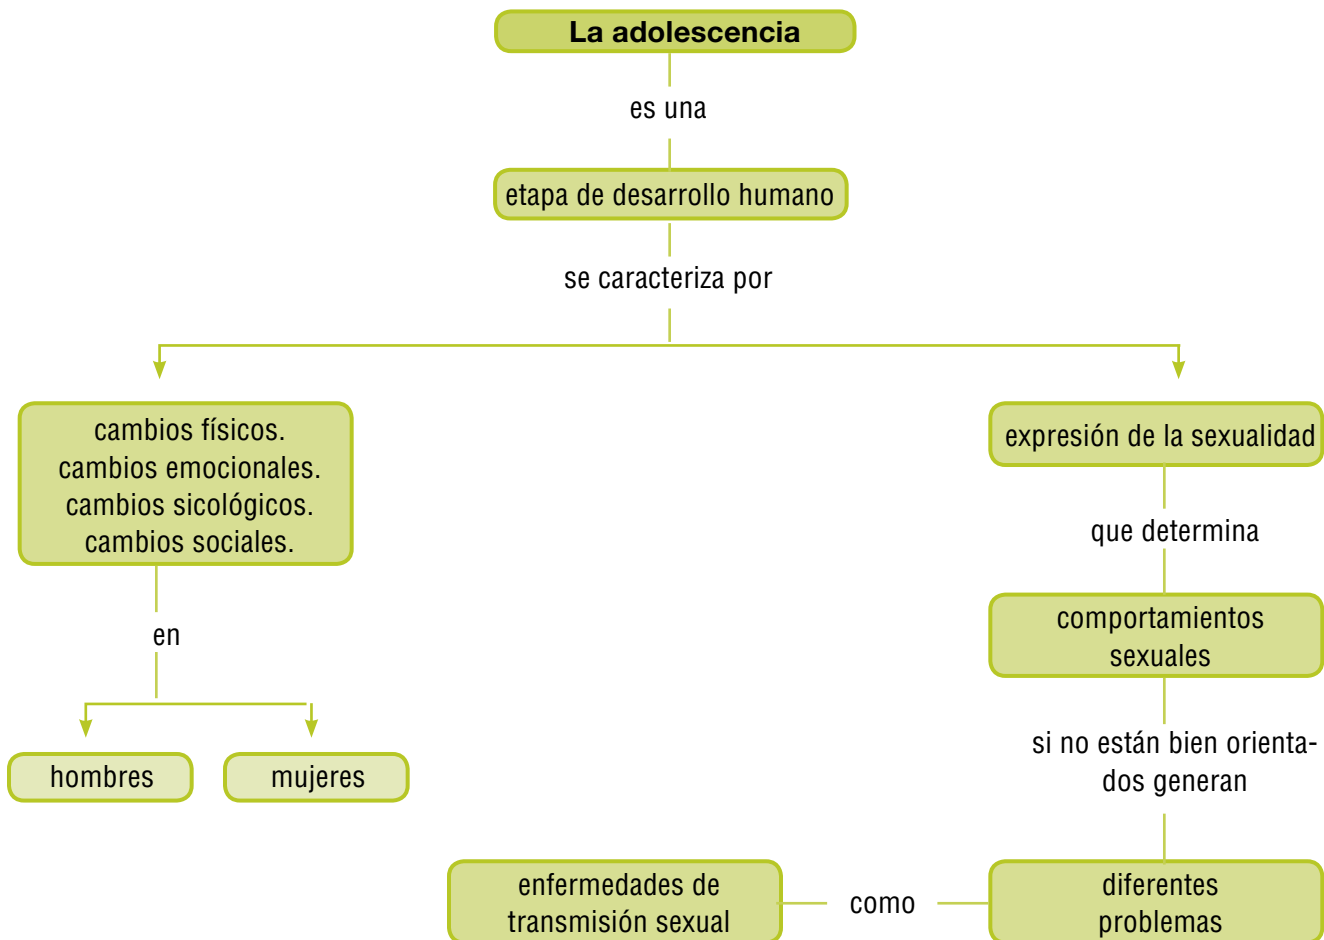 La adolescencia
es una
etapa de desarrollo humano
se caracteriza por
cambios físicos.
cambios emocionales.
cambios sicológicos.
cambios sociales.
en
hombres
mujeres
expresión de la sexualidad
que determina
comportamientos
sexuales
si no están bien orienta-
dos generan
diferentes
problemas
como
enfermedades de
transmisión sexual